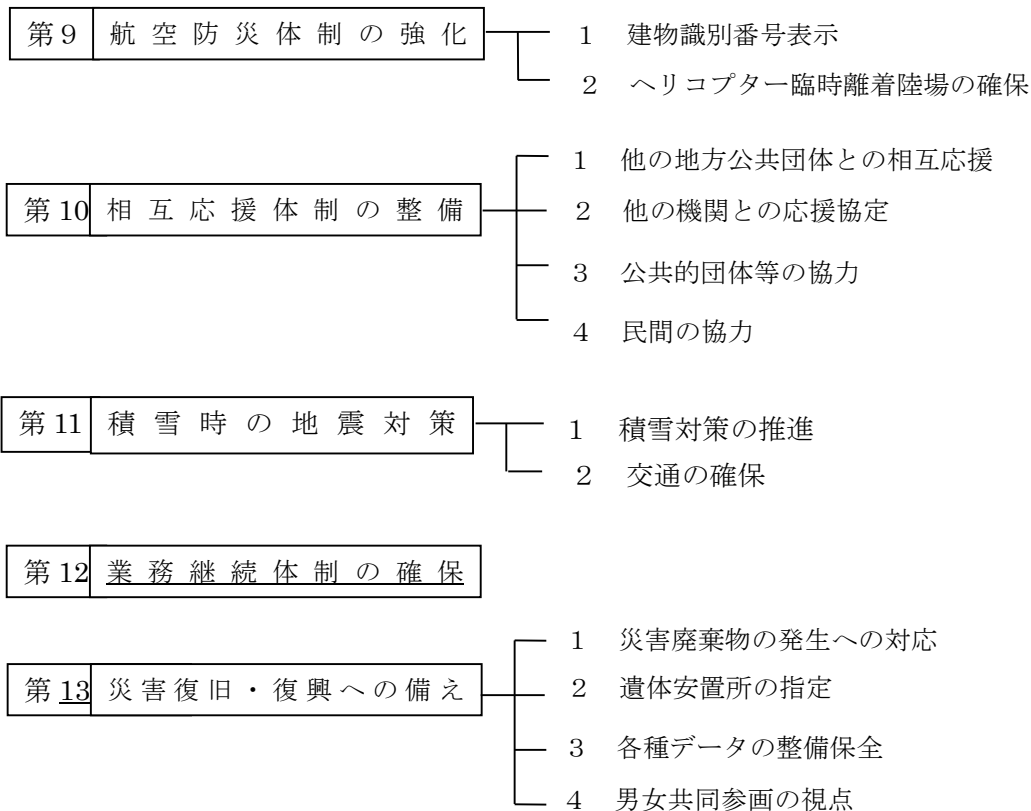 第９ 航空防災体制の強化
１ 建物識別番号表示
２ ヘリコプター臨時離着陸場の確保
第10 相互応援体制の整備
１ 他の地方公共団体との相互応援
２ 他の機関との応援協定
３ 公共的団体等の協力
４ 民間の協力
第11 積雪時の地震対策
１ 積雪対策の推進
２ 交通の確保
第12 業務継続体制の確保
第13 災害復旧・復興への備え
１ 災害廃棄物の発生への対応
２ 遺体安置所の指定
３ 各種データの整備保全
４ 男女共同参画の視点